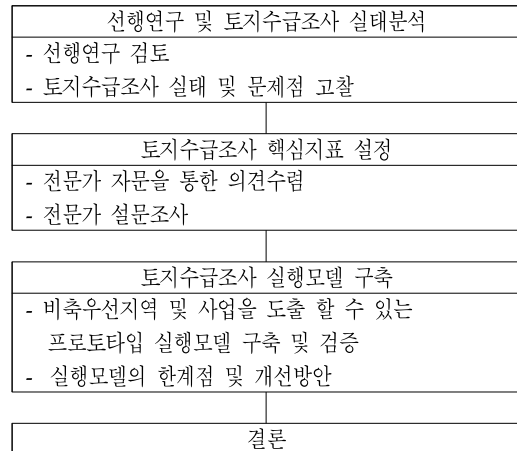 선행연구 및 토지수급조사 실태분석
- 선행연구 검토
- 토지수급조사 실태 및 문제점 고찰
토지수급조사 핵심지표 설정
- 전문가 자문을 통한 의견수렴
- 전문가 설문조사
토지수급조사 실행모델 구축
- 비축우선지역 및 사업을 도출 할 수 있는
프로토타입 실행모델 구축 및 검증
- 실행모델의 한계점 및 개선방안
결론